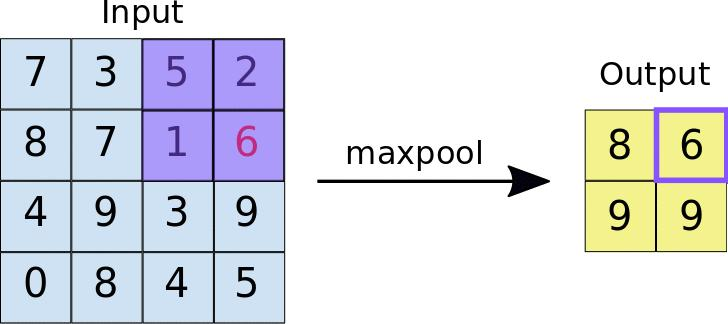 Input
7 3 5 2
8 7 1 6
4 9 3 9
0 8 4 5
maxpool
Output
8 6
9 9